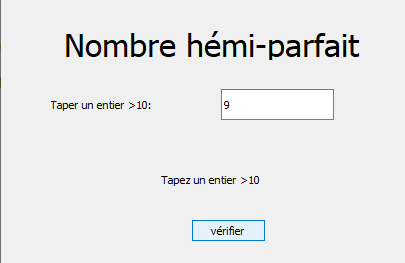 Nombre hémi-parfait
Taper un entier >10:
9
Tapez un entier >10
vérifier